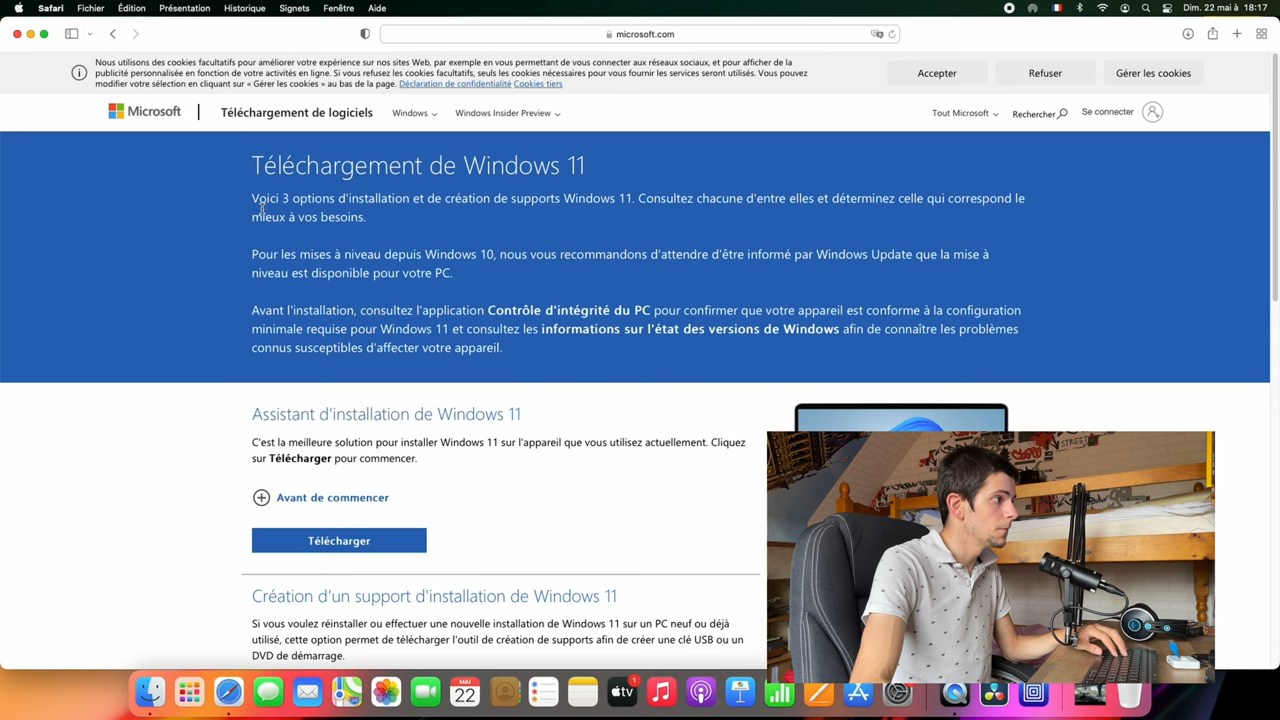 Safari Fichier Édition Présentation Historique Signets Fenêtre Aide Dim. 22 mai à 18:17
microsoft.com
Nous utilisons des cookies facultatifs pour améliorer votre expérience sur nos sites Web, par exemple en vous permettant de vous connecter aux réseaux sociaux, et pour afficher de la
publicité personnalisée en fonction de votre activités en ligne. Si vous refusez les cookies facultatifs, seuls les cookies nécessaires pour vous fournir les services seront utilisés. Vous pouvez
modifier votre sélection en cliquant sur « Gérer les cookies » au bas de la page. Déclaration de confidentialité Cookies tiers
Accepter Refuser Gérer les cookies
Microsoft Téléchargement de logiciels Windows Windows Insider Preview Tout Microsoft Rechercher Se connecter
Téléchargement de Windows 11
Voici 3 options d'installation et de création de supports Windows 11. Consultez chacune d'entre elles et déterminez celle qui correspond le
mieux à vos besoins.
Pour les mises à niveau depuis Windows 10, nous vous recommandons d'attendre d'être informé par Windows Update que la mise à
niveau est disponible pour votre PC.
Avant l'installation, consultez l'application Contrôle d'intégrité du PC pour confirmer que votre appareil est conforme à la configuration
minimale requise pour Windows 11 et consultez les informations sur l'état des versions de Windows afin de connaître les problèmes
connus susceptibles d'affecter votre appareil.
Assistant d'installation de Windows 11
C'est la meilleure solution pour installer Windows 11 sur l'appareil que vous utilisez actuellement. Cliquez
sur Télécharger pour commencer.
Avant de commencer
Télécharger
Création d'un support d'installation de Windows 11
Si vous voulez réinstaller ou effectuer une nouvelle installation de Windows 11 sur un PC neuf ou déjà
utilisé, cette option permet de télécharger l'outil de création de supports afin de créer une clé USB ou un
DVD de démarrage.
STREET
MAI
22
tv
1